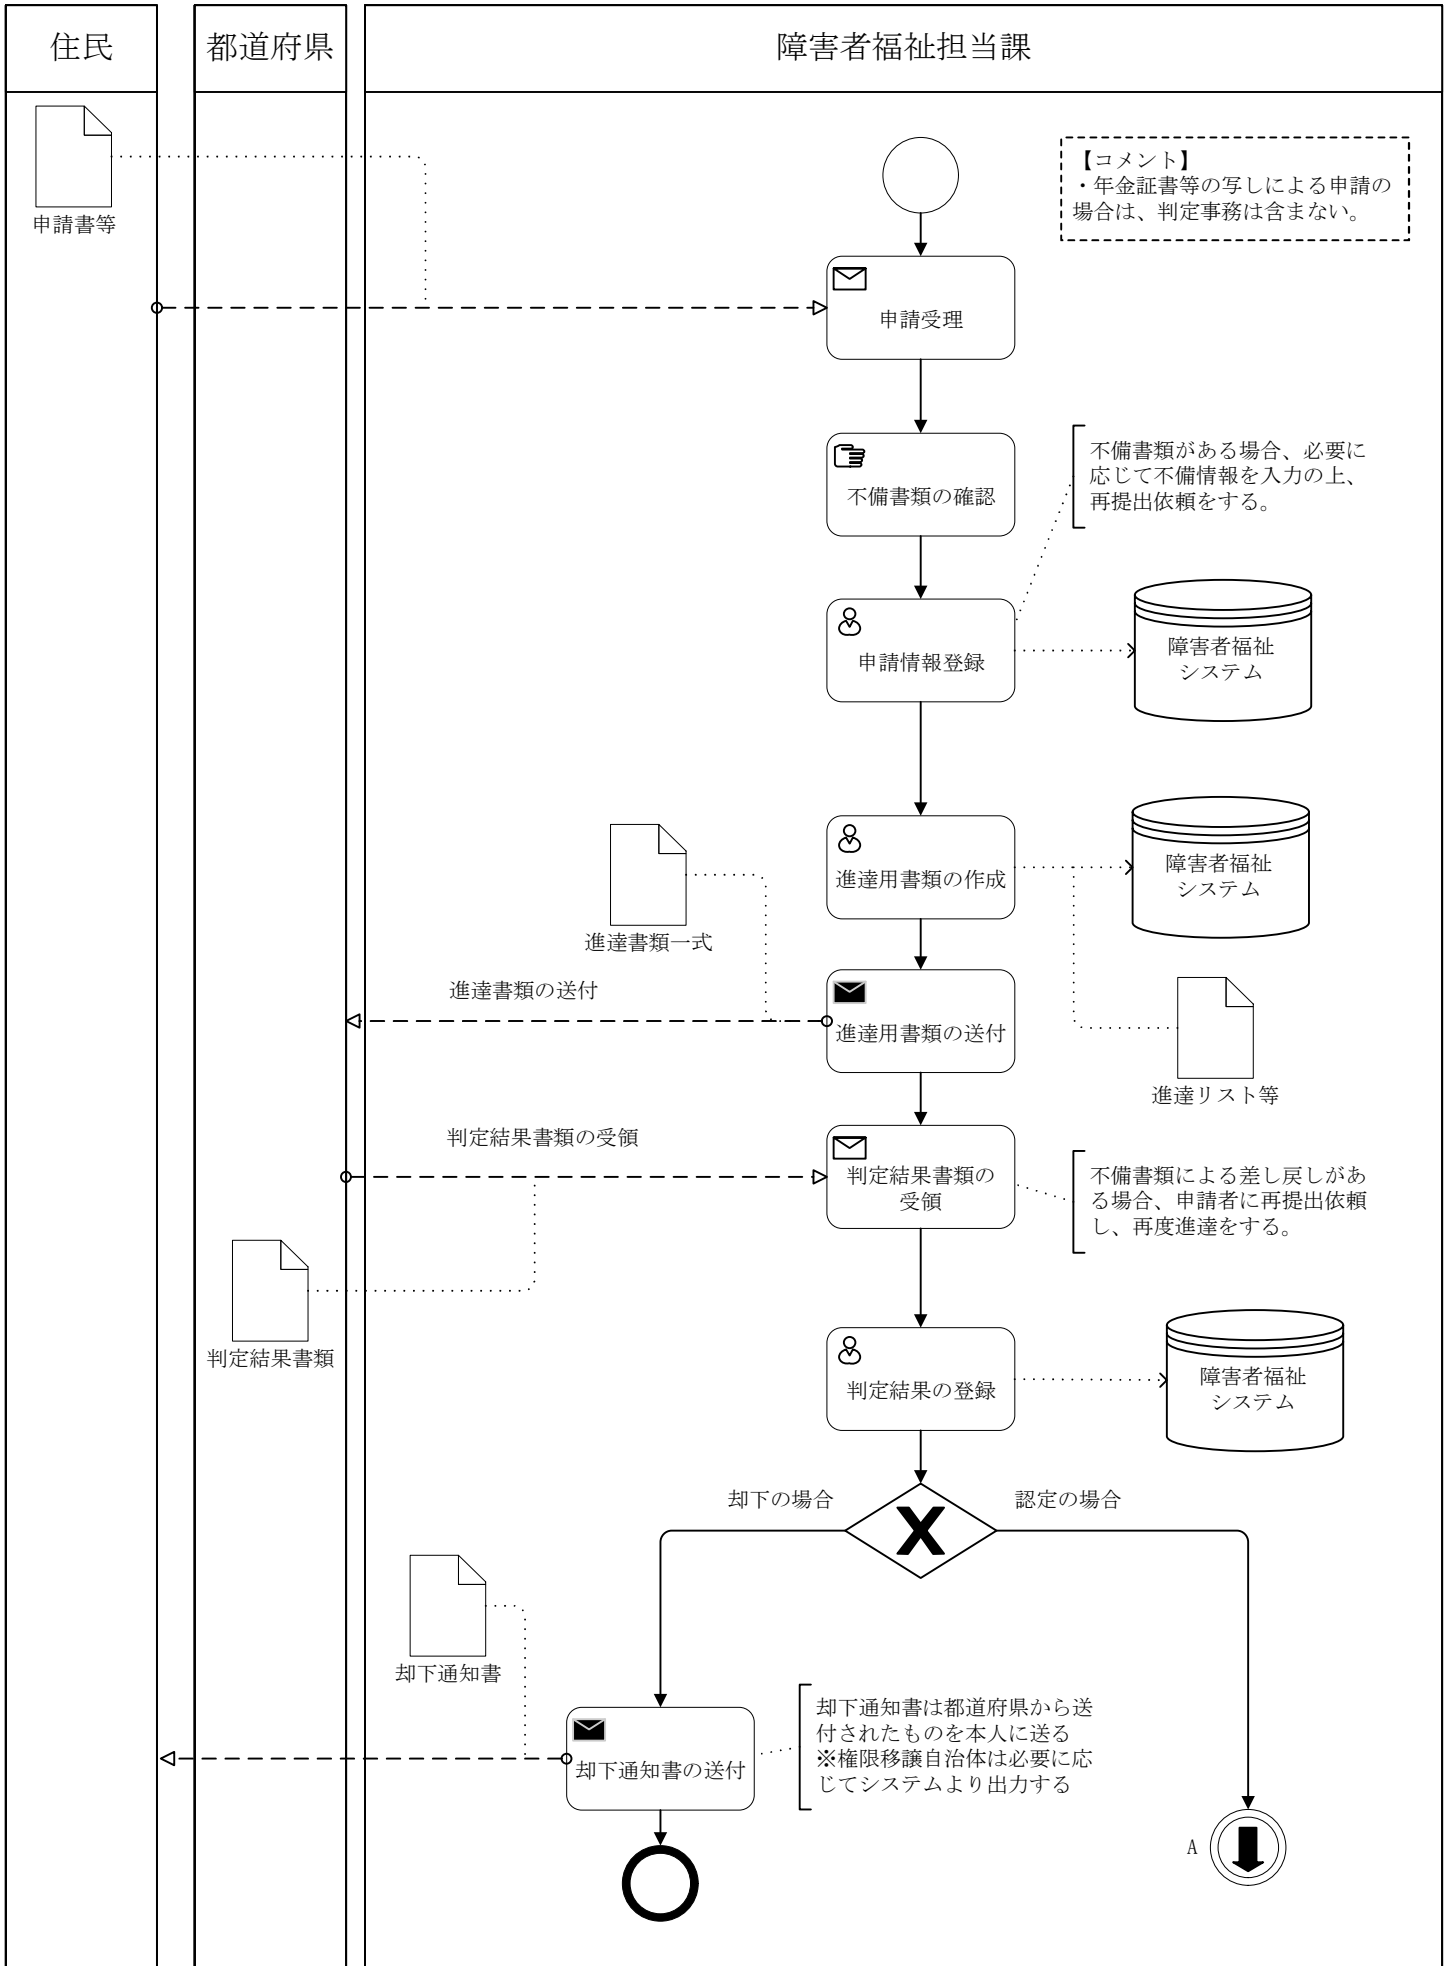 住民
都道府県
障害者福祉担当課
申請書等
【コメント】
・年金証書等の写しによる申請の
場合は、判定事務は含まない。
申請受理
不備書類の確認
不備書類がある場合、必要に
応じて不備情報を入力の上、
再提出依頼をする。
申請情報登録
障害者福祉
システム
進達用書類の作成
障害者福祉
システム
進達書類一式
進達書類の送付
進達用書類の送付
進達リスト等
判定結果書類の受領
判定結果書類の
受領
不備書類による差し戻しがあ
る場合、申請者に再提出依頼
し、再度進達をする。
判定結果書類
判定結果の登録
障害者福祉
システム
却下の場合
認定の場合
却下通知書
却下通知書の送付
却下通知書は都道府県から送
付されたものを本人に送る
※権限移譲自治体は必要に応
じてシステムより出力する
A